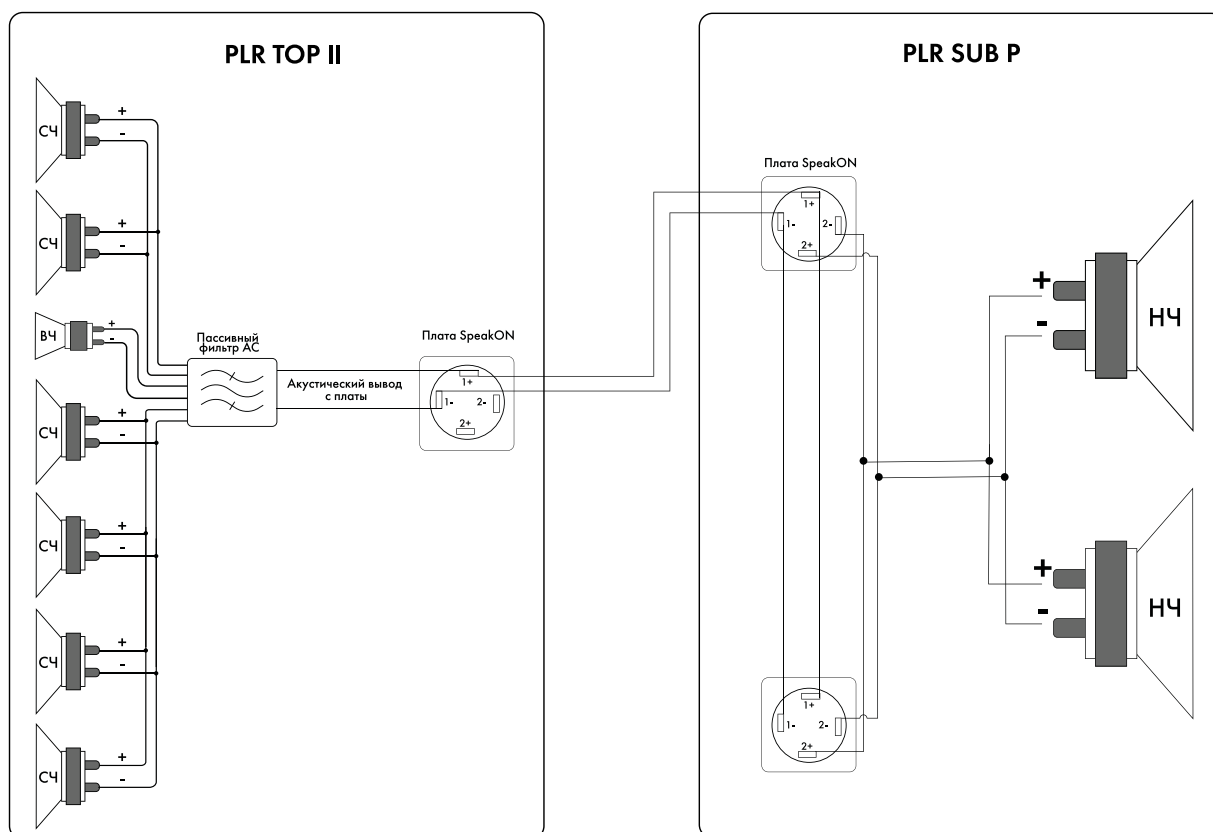 PLR TOP II
СЧ
+
-
СЧ
+
-
ВЧ
+
-
СЧ
+
-
СЧ
+
-
СЧ
+
-
СЧ
+
-
Пассивный
фильтр АС
Акустический вывод
с платы
Плата SpeakON
1+
1-
2-
2+
PLR SUB P
Плата SpeakON
1+
1-
2-
2+
1+
1-
2-
2+
+
-
НЧ
+
-
НЧ